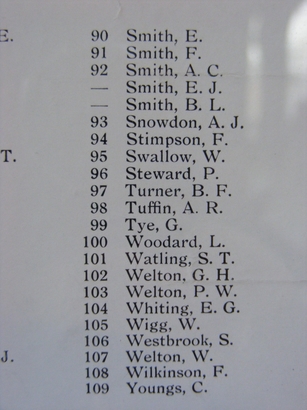 E. 90 Smith, E.
91 Smith, F.
92 Smith, A. C.
— Smith, E. J.
— Smith, B. L.
93 Snowdon, A. J.
94 Stimpson, F.
T. 95 Swallow, W.
96 Steward, P.
97 Turner, B. F.
98 Tuffin, A. R.
99 Tye, G.
100 Woodard, L.
101 Watling, S. T.
102 Welton, G. H.
103 Welton, P. W.
104 Whiting, E. G.
105 Wigg, W.
106 Westbrook, S.
J. 107 Welton, W.
108 Wilkinson, F.
109 Youngs, C.